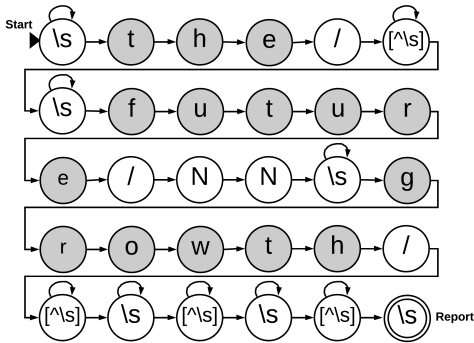 Start
\s t h e / [^\s]
\s f u t u r
e / N N \s g
r o w t h /
[^\s] \s [^\s] \s [^\s] \s Report